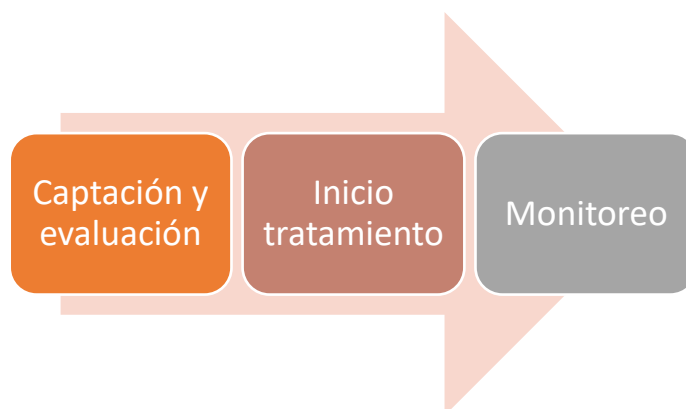 Captación y
evaluación
Inicio
tratamiento
Monitoreo